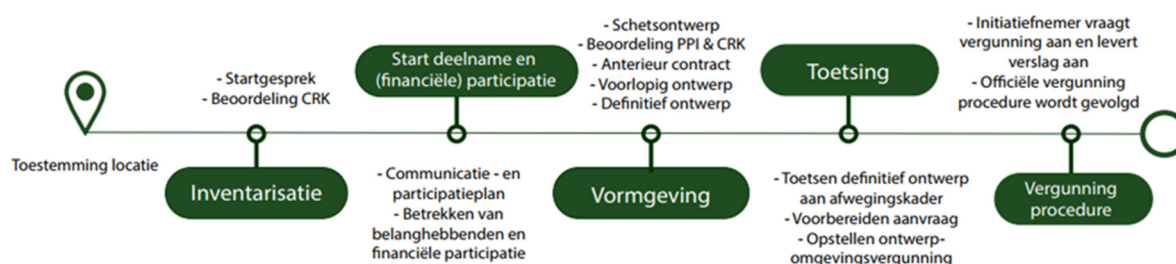 Toestemming locatie
- Startgesprek
- Beoordeling CRK
Inventarisatie
Start deelname en
(financiële) participatie
- Communicatie - en
participatieplan
- Betrekken van
belanghebbenden en
financiële participatie
- Schetsontwerp
- Beoordeling PPI & CRK
- Anterieur contract
- Voorlopig ontwerp
- Definitief ontwerp
Vormgeving
Toetsing
- Toetsen definitief ontwerp
aan afwegingskader
- Voorbereiden aanvraag
- Opstellen ontwerp-
omgevingsvergunning
- Initiatiefnemer vraagt
vergunning aan en levert
verslag aan
- Officiële vergunning
procedure wordt gevolgd
Vergunning
procedure